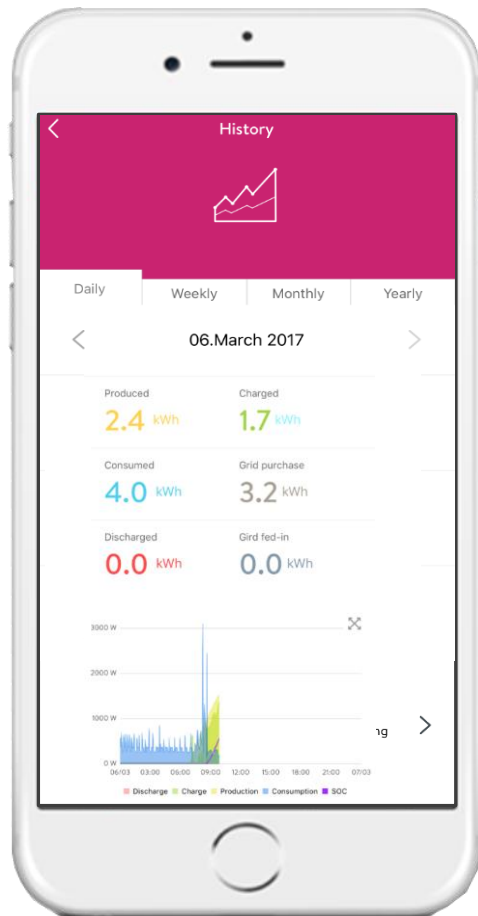 History
Daily Weekly Monthly Yearly
06.March 2017
Produced Charged
2.4 kWh 1.7 kWh
Consumed Grid purchase
4.0 kWh 3.2 kWh
Discharged Gird fed-in
0.0 kWh 0.0 kWh
3000 W
2000 W
1000 W
ng
0 W
06/03 03:00 06:00 09:00 12:00 15:00 18:00 21:00 07/03
Discharge Charge Production Consumption SOC